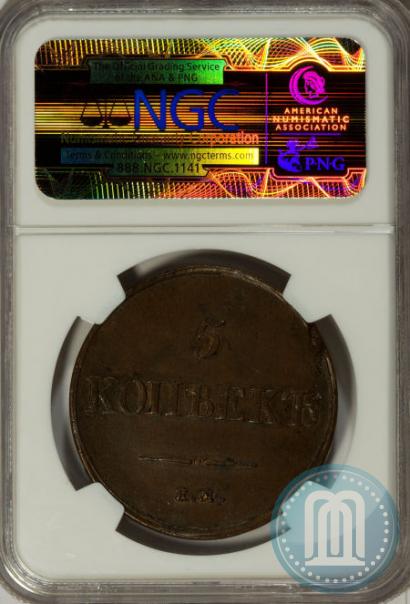 The Official Grading Service
of the ANA & PNG
NGC
Numismatic Guaranty Corporation
Terms & Conditions - www.ngcterms.com
888.NGC.1141
AMERICAN
NUMISMATIC
ASSOCIATION
PNG
5
КОПѢЕКЪ
Е.М.
M